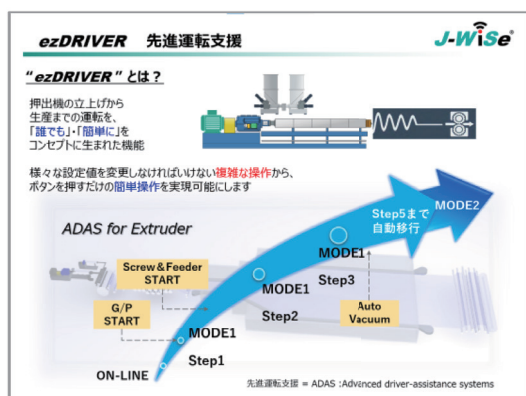 ezDRIVER 先進運転支援
J-WiSe®
"ezDRIVER" とは？
押出機の立上げから
生産までの運転を、
「誰でも」・「簡単に」を
コンセプトに生まれた機能
様々な設定値を変更しなければいけない複雑な操作から、
ボタンを押すだけの簡単操作を実現可能にします
ADAS for Extruder
MODE2
Step5まで
自動移行
MODE1
Step3
Screw＆Feeder
START
MODE1
Step2
Auto
Vacuum
G/P
START
MODE1
Step1
ON-LINE
先進運転支援 = ADAS :Advanced driver-assistance systems